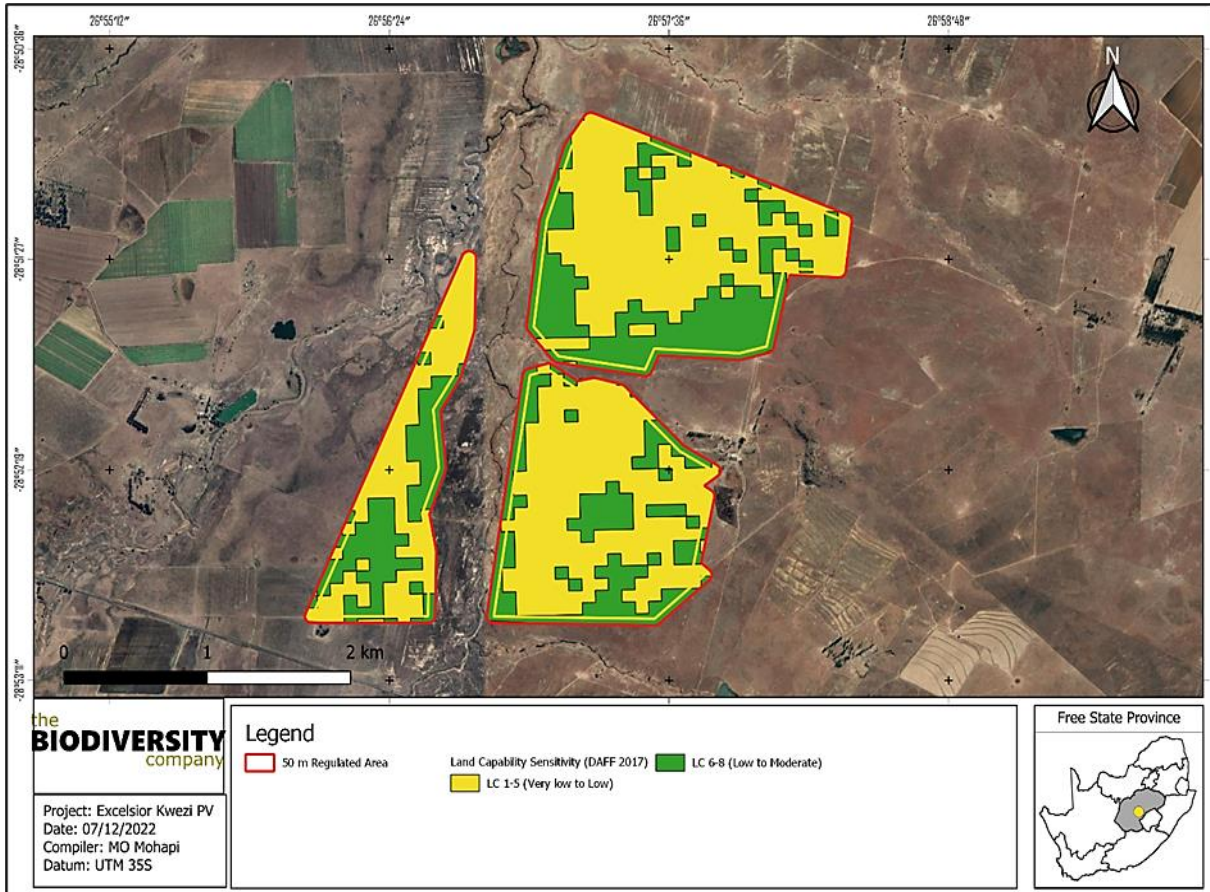 26°55'12" 26°56'24" 26°57'36" 26°58'48"
-28°50'36"
N
-28°51'27"
-28°52'19"
-28°53'11"
0 1 2 km
the
BIODIVERSITY
company
Project: Excelsior Kwezi PV
Date: 07/12/2022
Compiler: MO Mohapi
Datum: UTM 35S
Legend
50 m Regulated Area
Land Capability Sensitivity (DAFF 2017)
LC 1-5 (Very low to Low)
LC 6-8 (Low to Moderate)
Free State Province